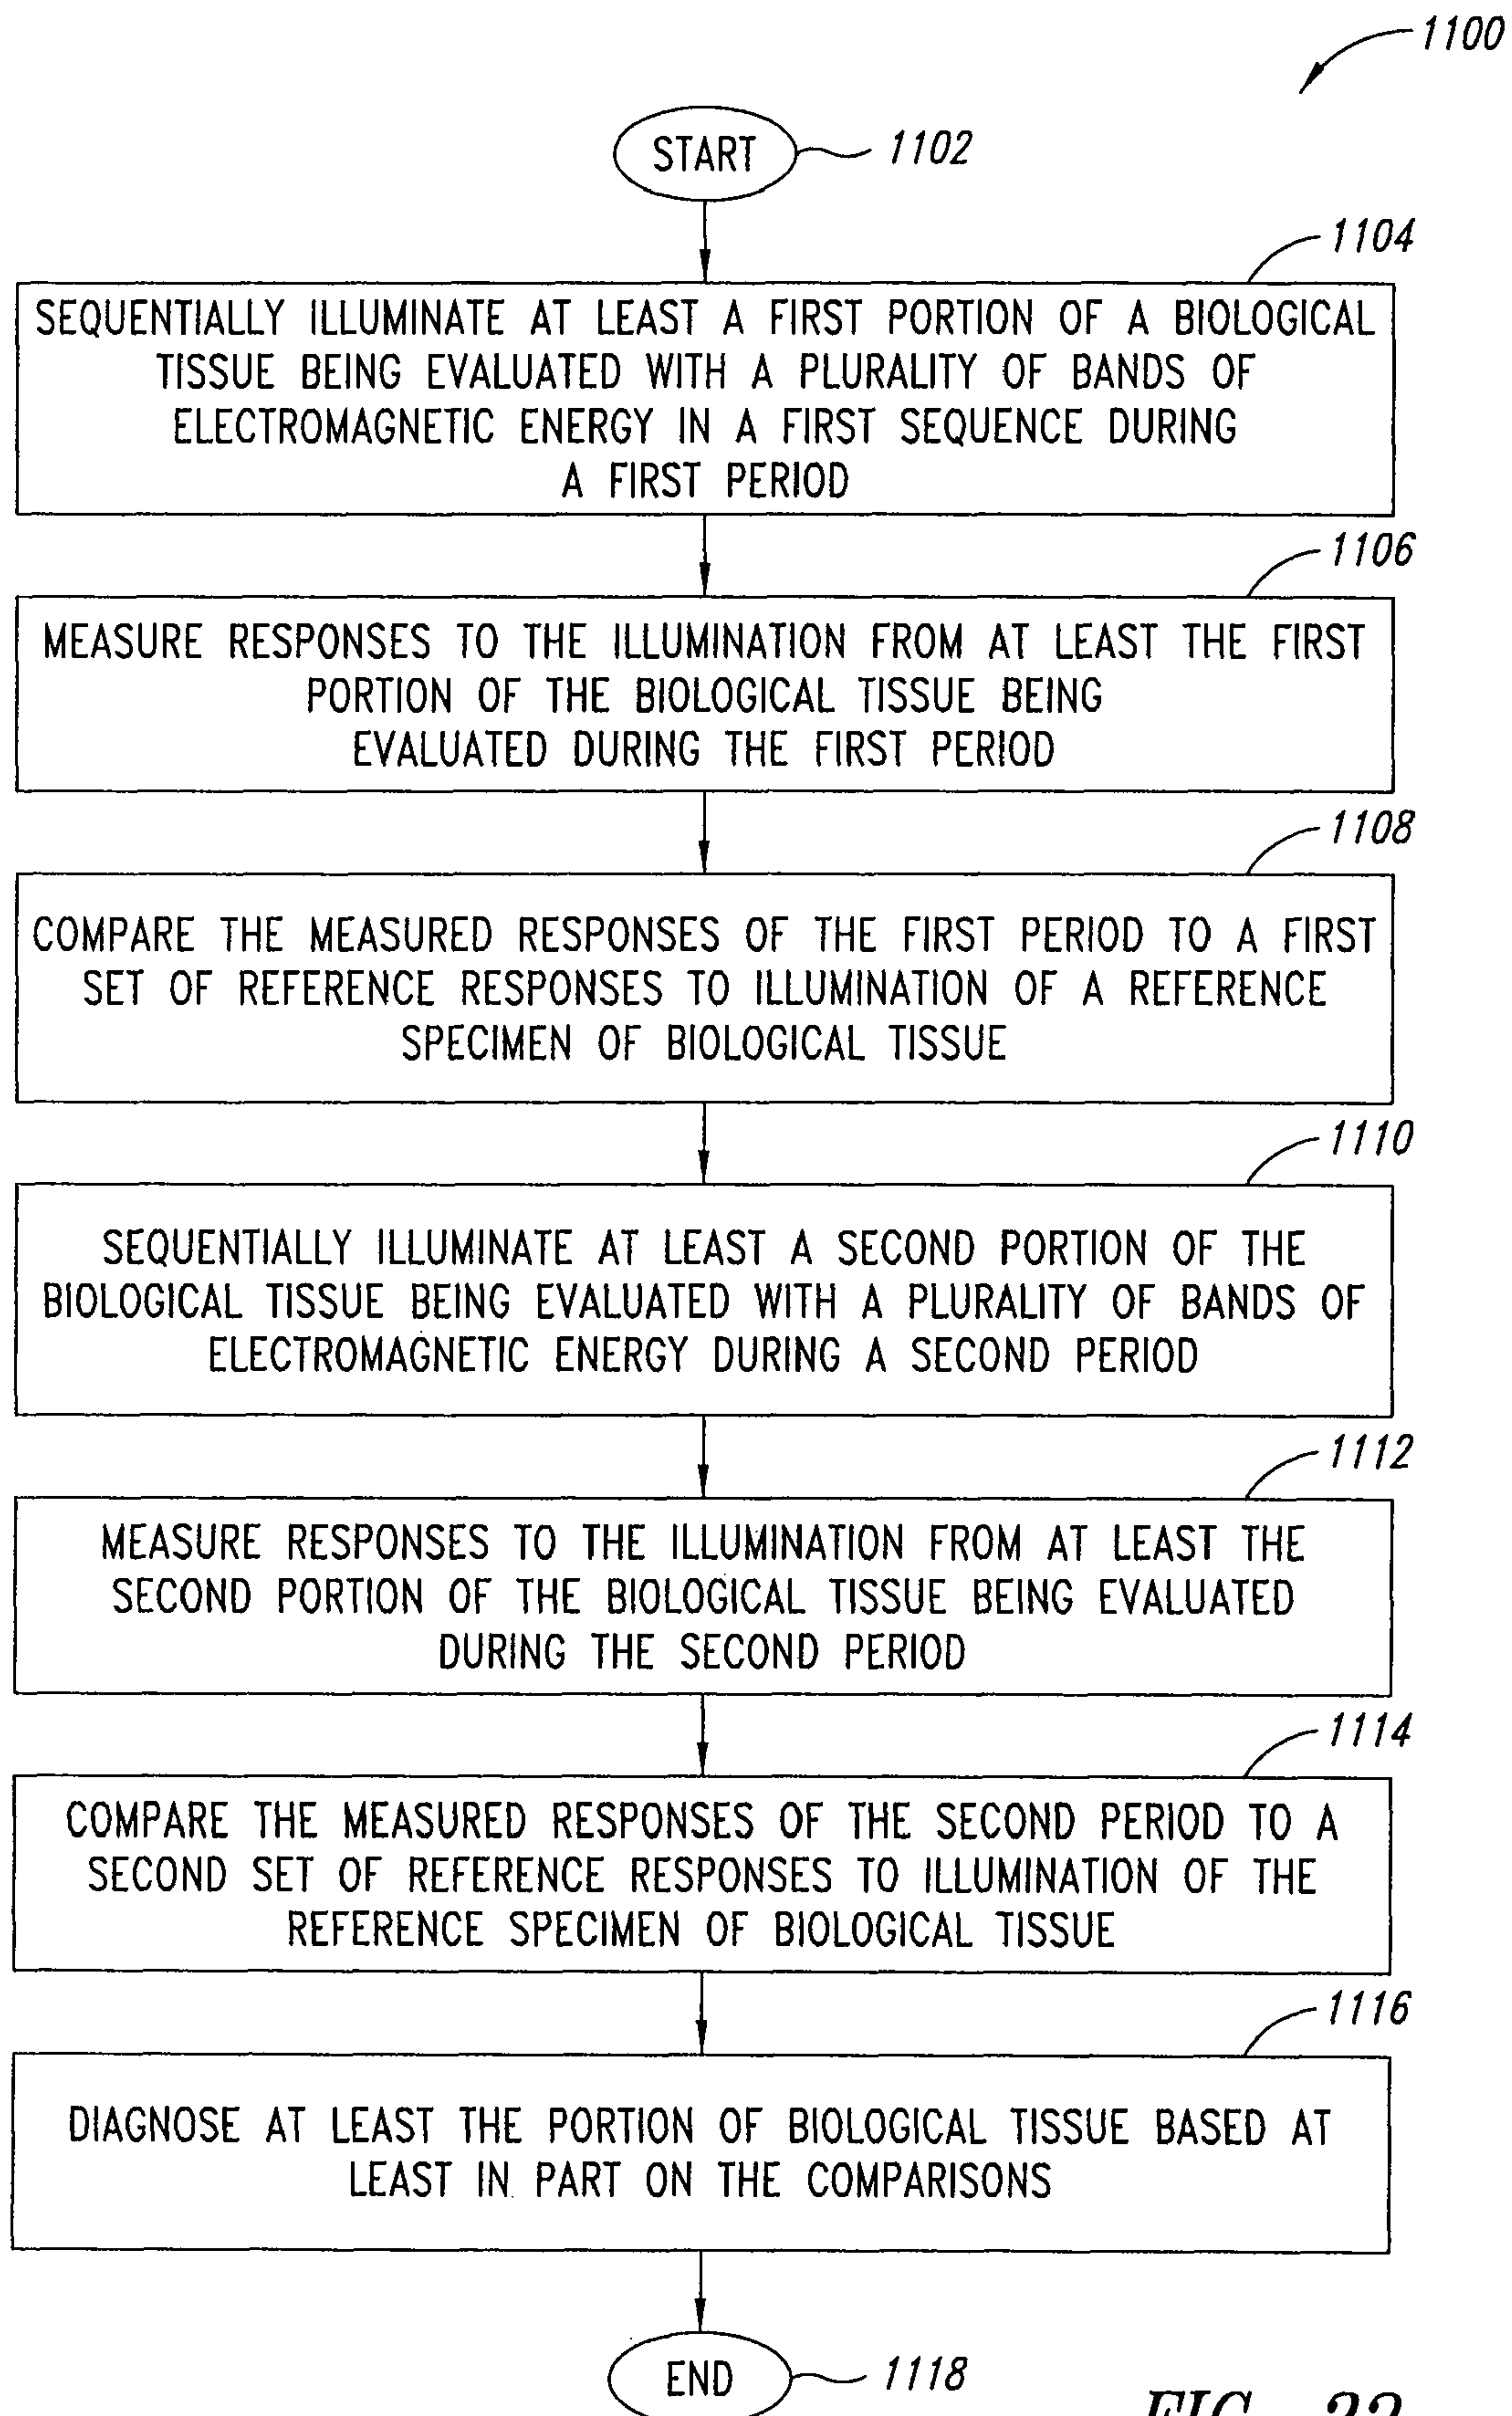 1100
START
1102
1104
SEQUENTIALLY ILLUMINATE AT LEAST A FIRST PORTION OF A BIOLOGICAL
TISSUE BEING EVALUATED WITH A PLURALITY OF BANDS OF
ELECTROMAGNETIC ENERGY IN A FIRST SEQUENCE DURING
A FIRST PERIOD
1106
MEASURE RESPONSES TO THE ILLUMINATION FROM AT LEAST THE FIRST
PORTION OF THE BIOLOGICAL TISSUE BEING
EVALUATED DURING THE FIRST PERIOD
1108
COMPARE THE MEASURED RESPONSES OF THE FIRST PERIOD TO A FIRST
SET OF REFERENCE RESPONSES TO ILLUMINATION OF A REFERENCE
SPECIMEN OF BIOLOGICAL TISSUE
1110
SEQUENTIALLY ILLUMINATE AT LEAST A SECOND PORTION OF THE
BIOLOGICAL TISSUE BEING EVALUATED WITH A PLURALITY OF BANDS OF
ELECTROMAGNETIC ENERGY DURING A SECOND PERIOD
1112
MEASURE RESPONSES TO THE ILLUMINATION FROM AT LEAST THE
SECOND PORTION OF THE BIOLOGICAL TISSUE BEING EVALUATED
DURING THE SECOND PERIOD
1114
COMPARE THE MEASURED RESPONSES OF THE SECOND PERIOD TO A
SECOND SET OF REFERENCE RESPONSES TO ILLUMINATION OF THE
REFERENCE SPECIMEN OF BIOLOGICAL TISSUE
1116
DIAGNOSE AT LEAST THE PORTION OF BIOLOGICAL TISSUE BASED AT
LEAST IN PART ON THE COMPARISONS
END
1118
FIG.